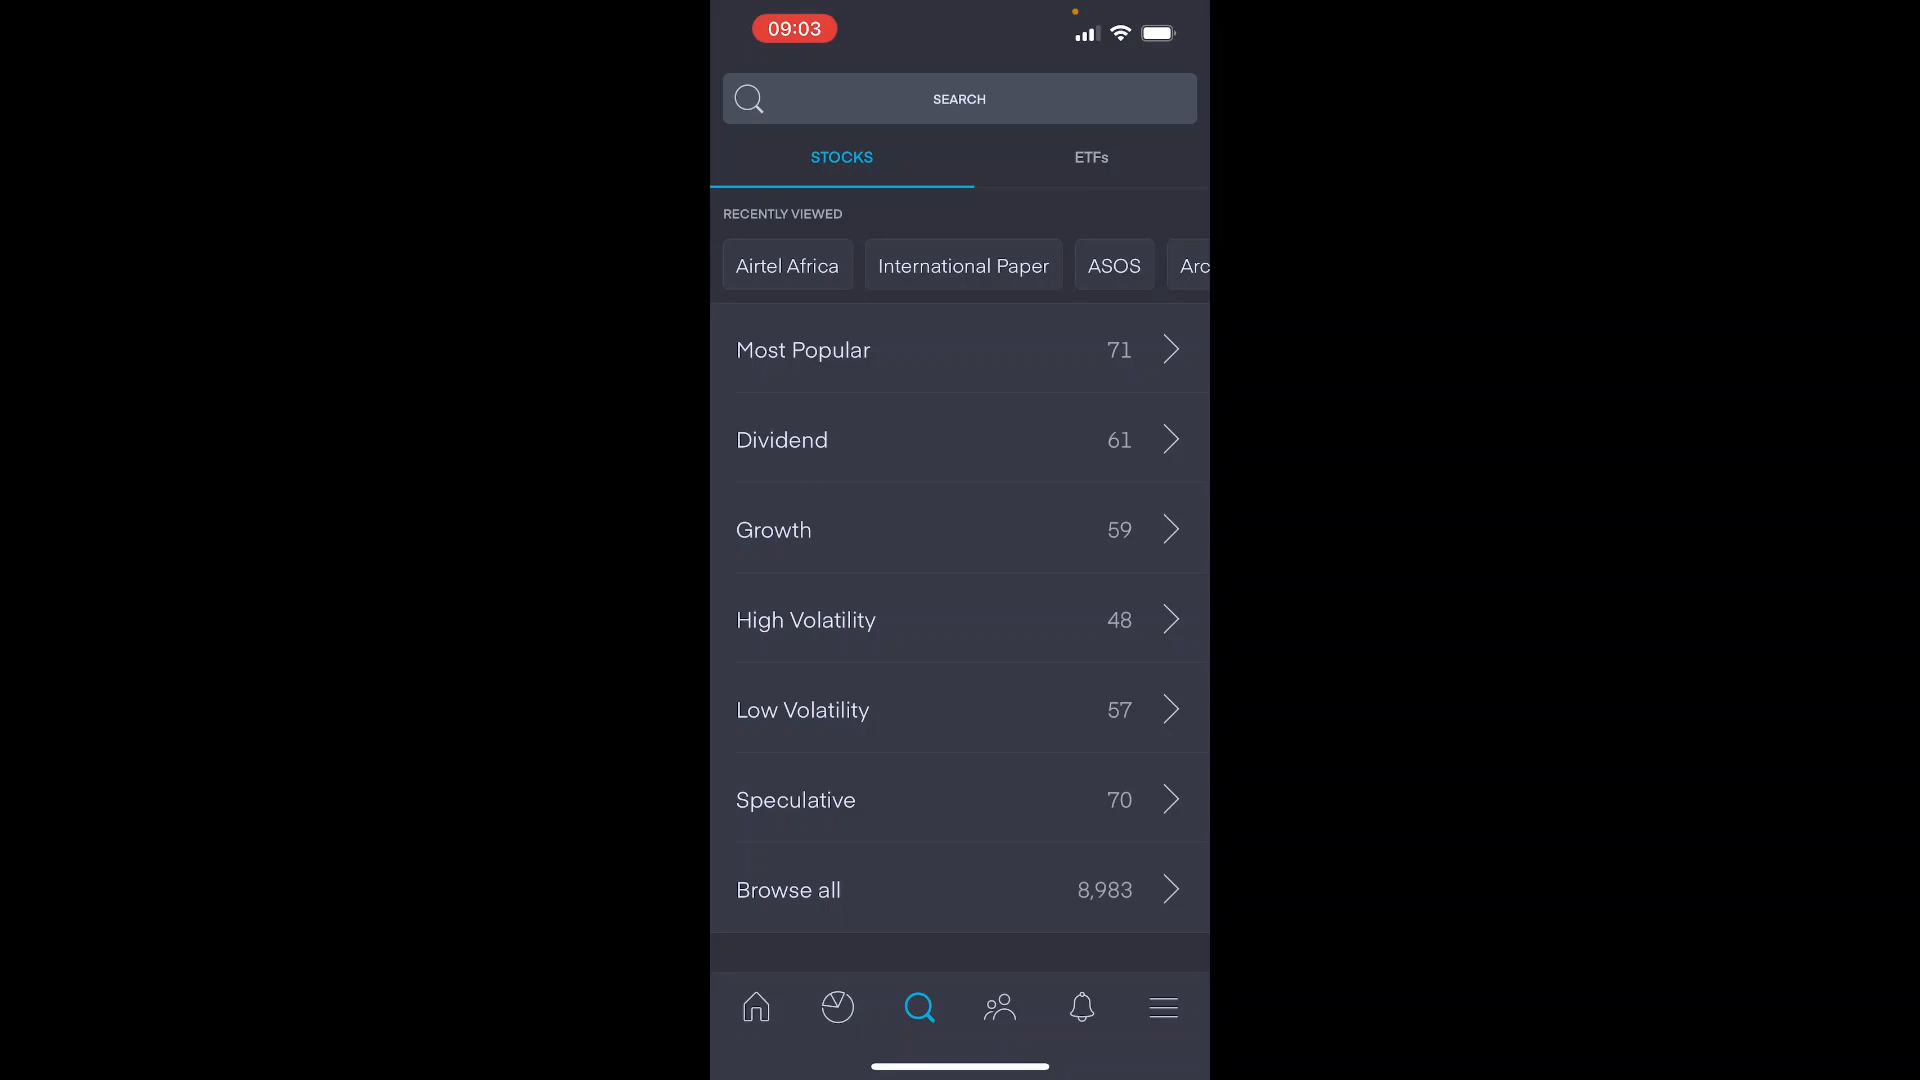 09:03
SEARCH
STOCKS ETFs
RECENTLY VIEWED
Airtel Africa International Paper ASOS Arc
Most Popular 71
Dividend 61
Growth 59
High Volatility 48
Low Volatility 57
Speculative 70
Browse all 8,983